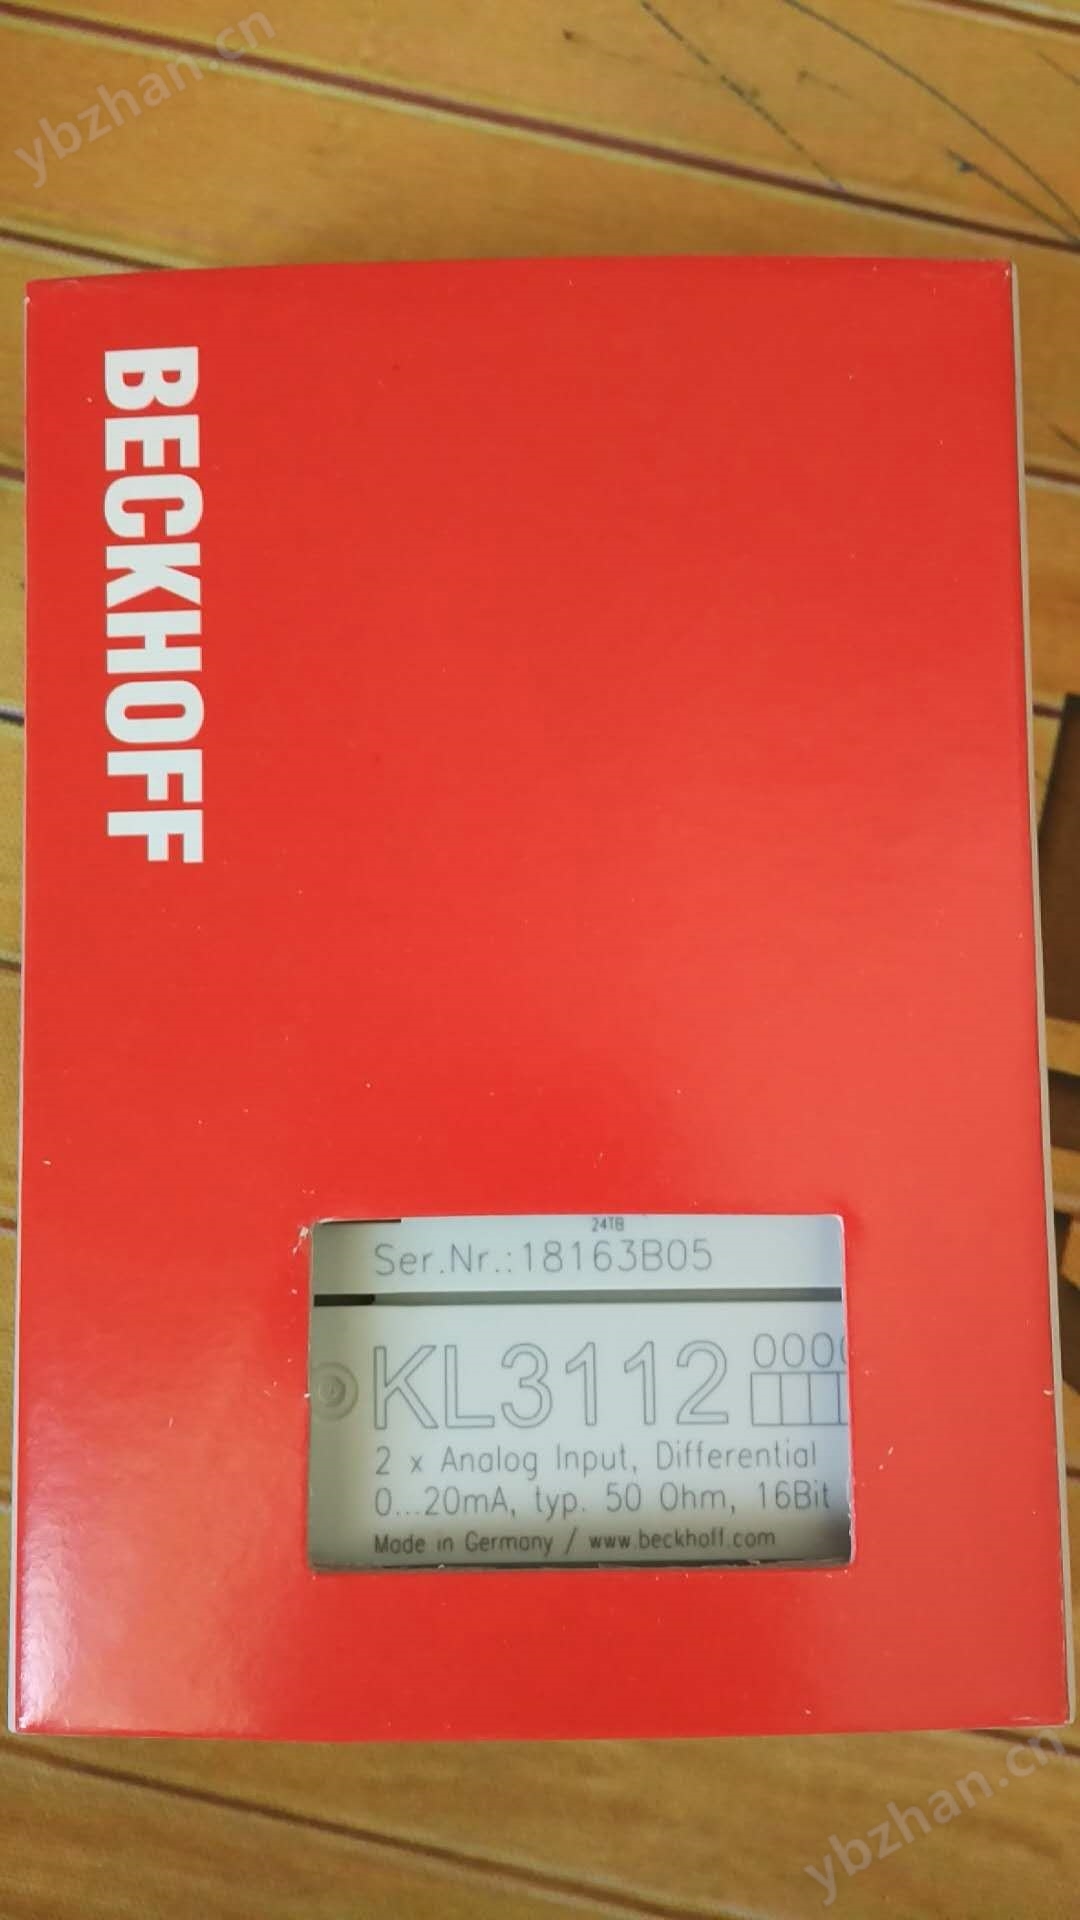 ybzhan.cn
BECKHOFF
24TB
Ser.Nr.:18163B05
KL3112
2 x Analog Input, Differential
0...20mA, typ. 50 Ohm, 16Bit
Made in Germany / www.beckhoff.com
ybzhan.cn